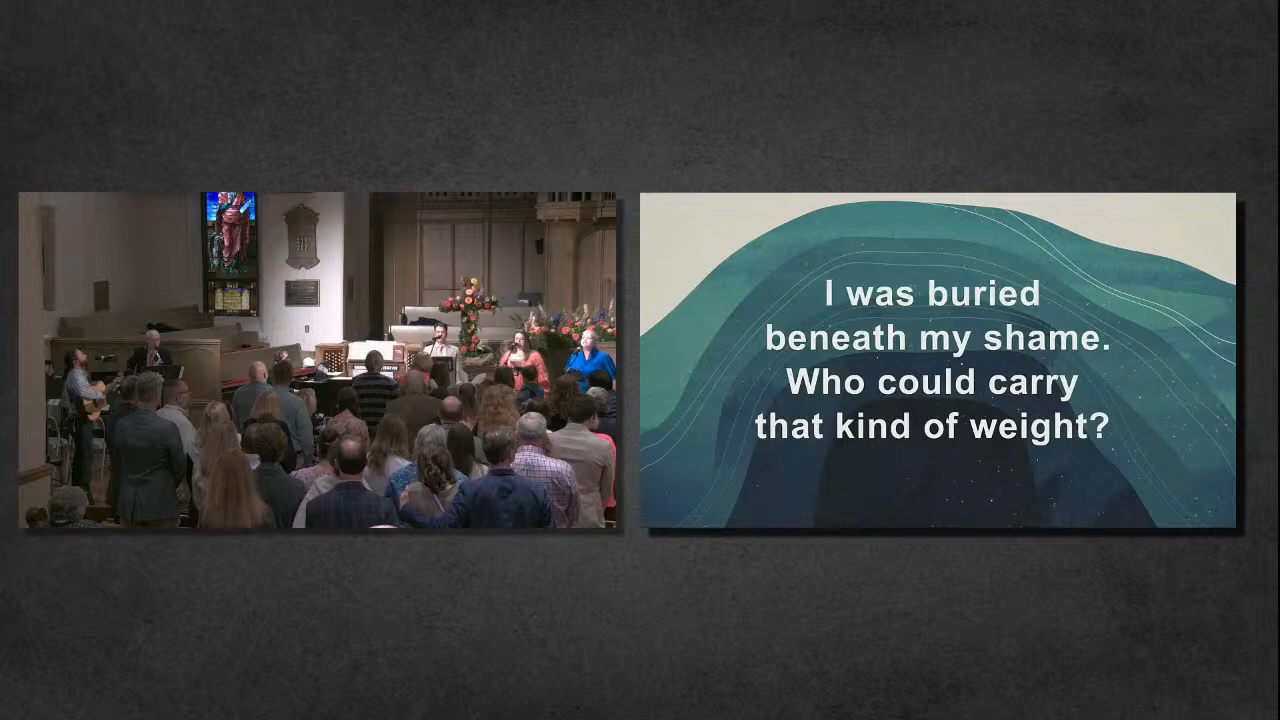 I was buried
beneath my shame.
Who could carry
that kind of weight?